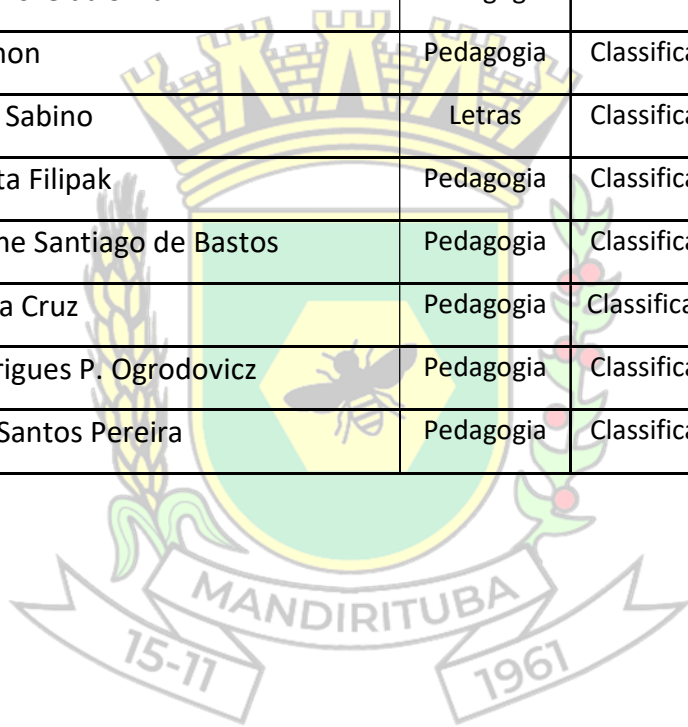 non Pedagogia Classifica
Sabino Letras Classifica
ta Filipak Pedagogia Classifica
ne Santiago de Bastos Pedagogia Classifica
a Cruz Pedagogia Classifica
rigues P. Ogrodovicz Pedagogia Classifica
Santos Pereira Pedagogia Classifica
MANDIRITUBA
15-11 1961